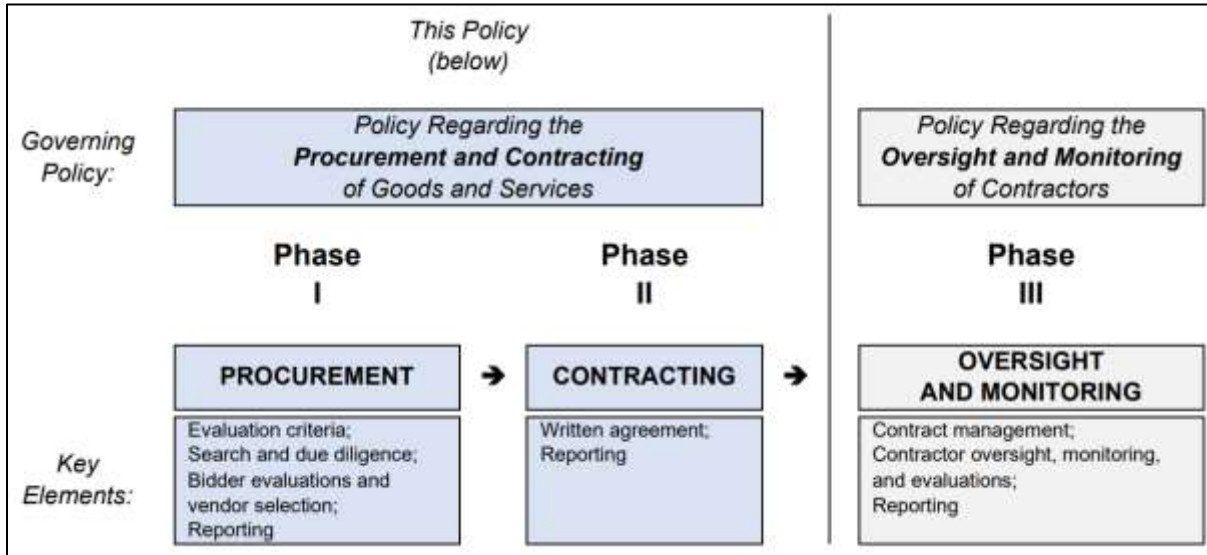 This Policy
(below)
Governing
Policy:
Policy Regarding the
Procurement and Contracting
of Goods and Services
Policy Regarding the
Oversight and Monitoring
of Contractors
Phase
I
Phase
II
Phase
III
PROCUREMENT
➔
CONTRACTING
➔
OVERSIGHT
AND MONITORING
Key
Elements:
Evaluation criteria;
Search and due diligence;
Bidder evaluations and
vendor selection;
Reporting
Written agreement;
Reporting
Contract management;
Contractor oversight, monitoring,
and evaluations;
Reporting